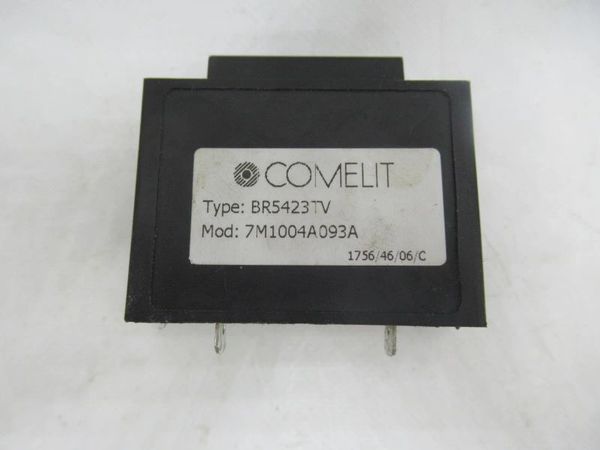 COMELIT
Type: BR5423TV
Mod: 7M1004A093A
1756/46/06/C